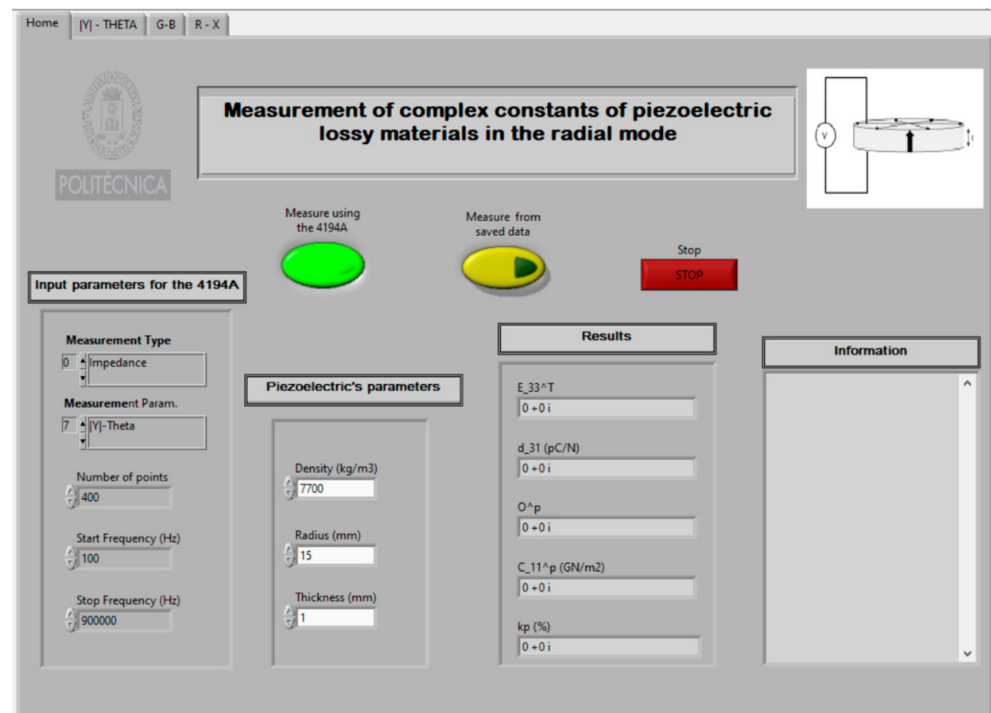 Home
|Y| - THETA
G-B
R - X
POLITÉCNICA
Measurement of complex constants of piezoelectric
lossy materials in the radial mode
V
t
Measure using
the 4194A
Measure from
saved data
Stop
STOP
Input parameters for the 4194A
Measurement Type
0
Impedance
Measurement Param.
7
|Y|-Theta
Number of points
400
Start Frequency (Hz)
100
Stop Frequency (Hz)
900000
Piezoelectric's parameters
Density (kg/m3)
7700
Radius (mm)
15
Thickness (mm)
1
Results
E_33^T
0 +0 i
d_31 (pC/N)
0 +0 i
O^p
0 +0 i
C_11^p (GN/m2)
0 +0 i
kp (%)
0 +0 i
Information